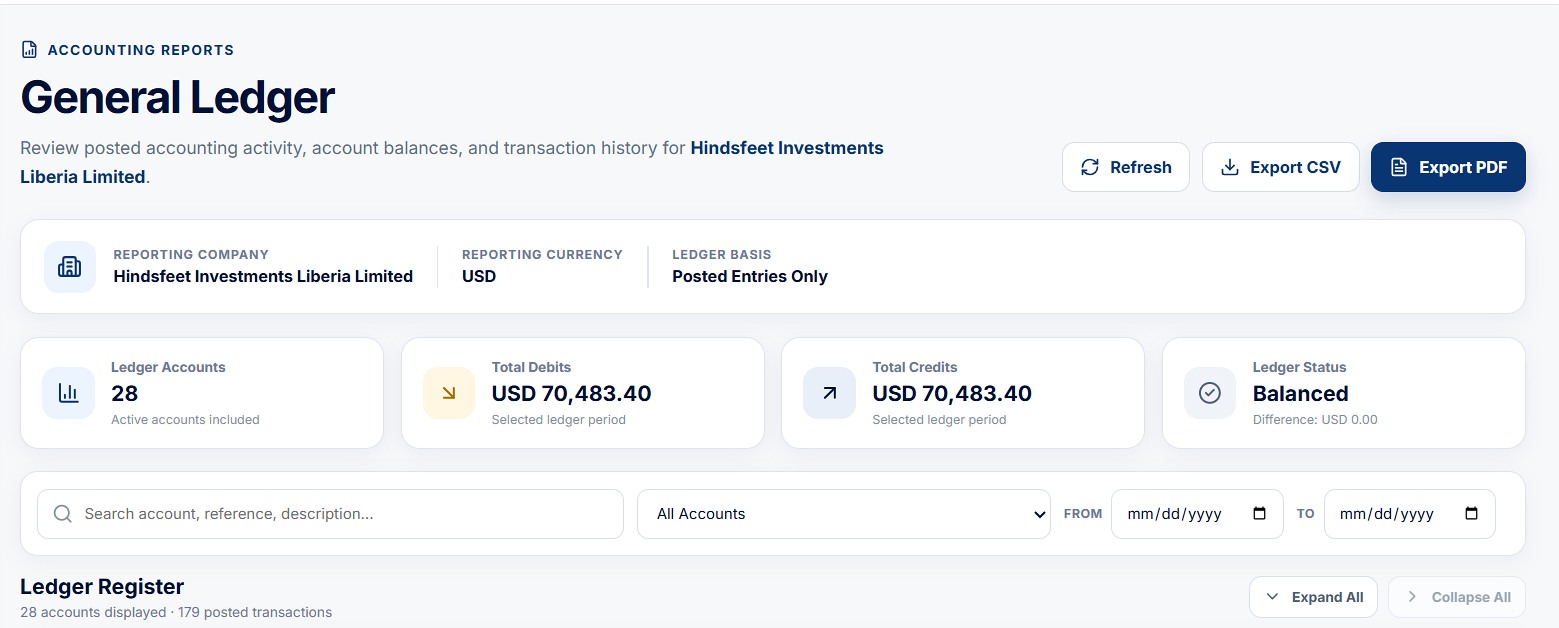 ACCOUNTING REPORTS
General Ledger
Review posted accounting activity, account balances, and transaction history for Hindsfeet Investments
Liberia Limited.
Refresh
Export CSV
Export PDF
REPORTING COMPANY
Hindsfeet Investments Liberia Limited
REPORTING CURRENCY
USD
LEDGER BASIS
Posted Entries Only
Ledger Accounts
28
Active accounts included
Total Debits
USD 70,483.40
Selected ledger period
Total Credits
USD 70,483.40
Selected ledger period
Ledger Status
Balanced
Difference: USD 0.00
Search account, reference, description...
All Accounts
FROM
mm/dd/yyyy
TO
mm/dd/yyyy
Ledger Register
28 accounts displayed · 179 posted transactions
Expand All
Collapse All